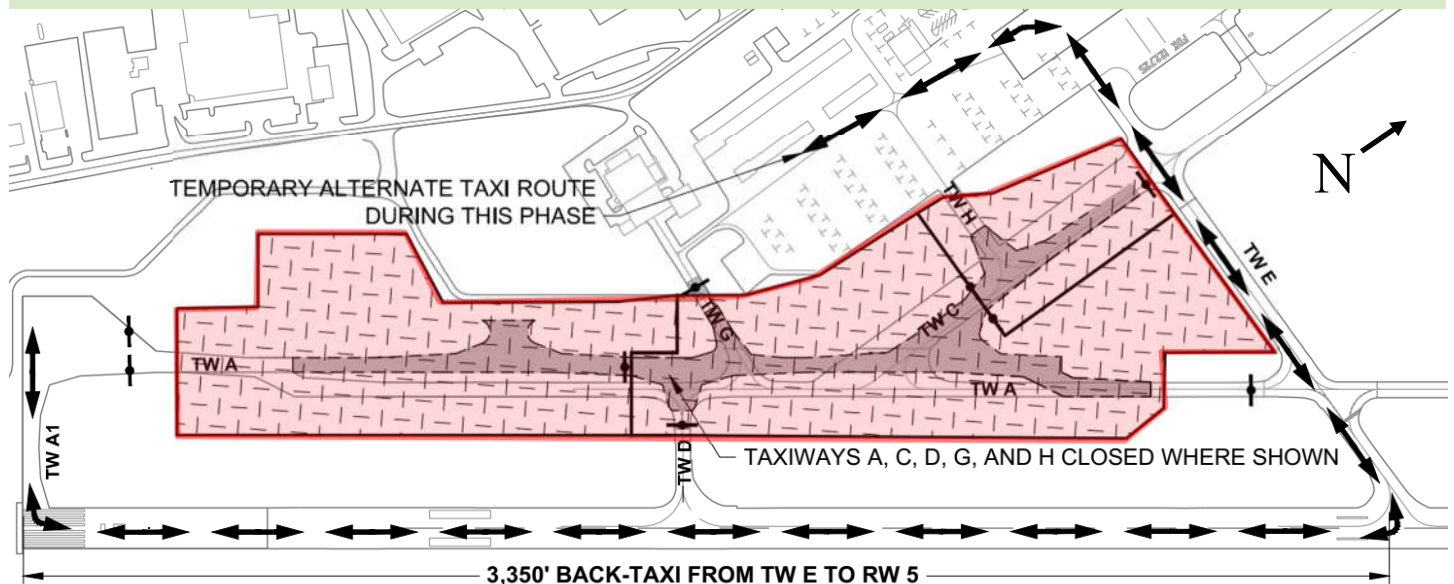 TEMPORARY ALTERNATE TAXI ROUTE
DURING THIS PHASE
N
TW H
TW E
TW G
TW C
TW A
TW A
TW A1
TW D
TAXIWAYS A, C, D, G, AND H CLOSED WHERE SHOWN
3,350' BACK-TAXI FROM TW E TO RW 5